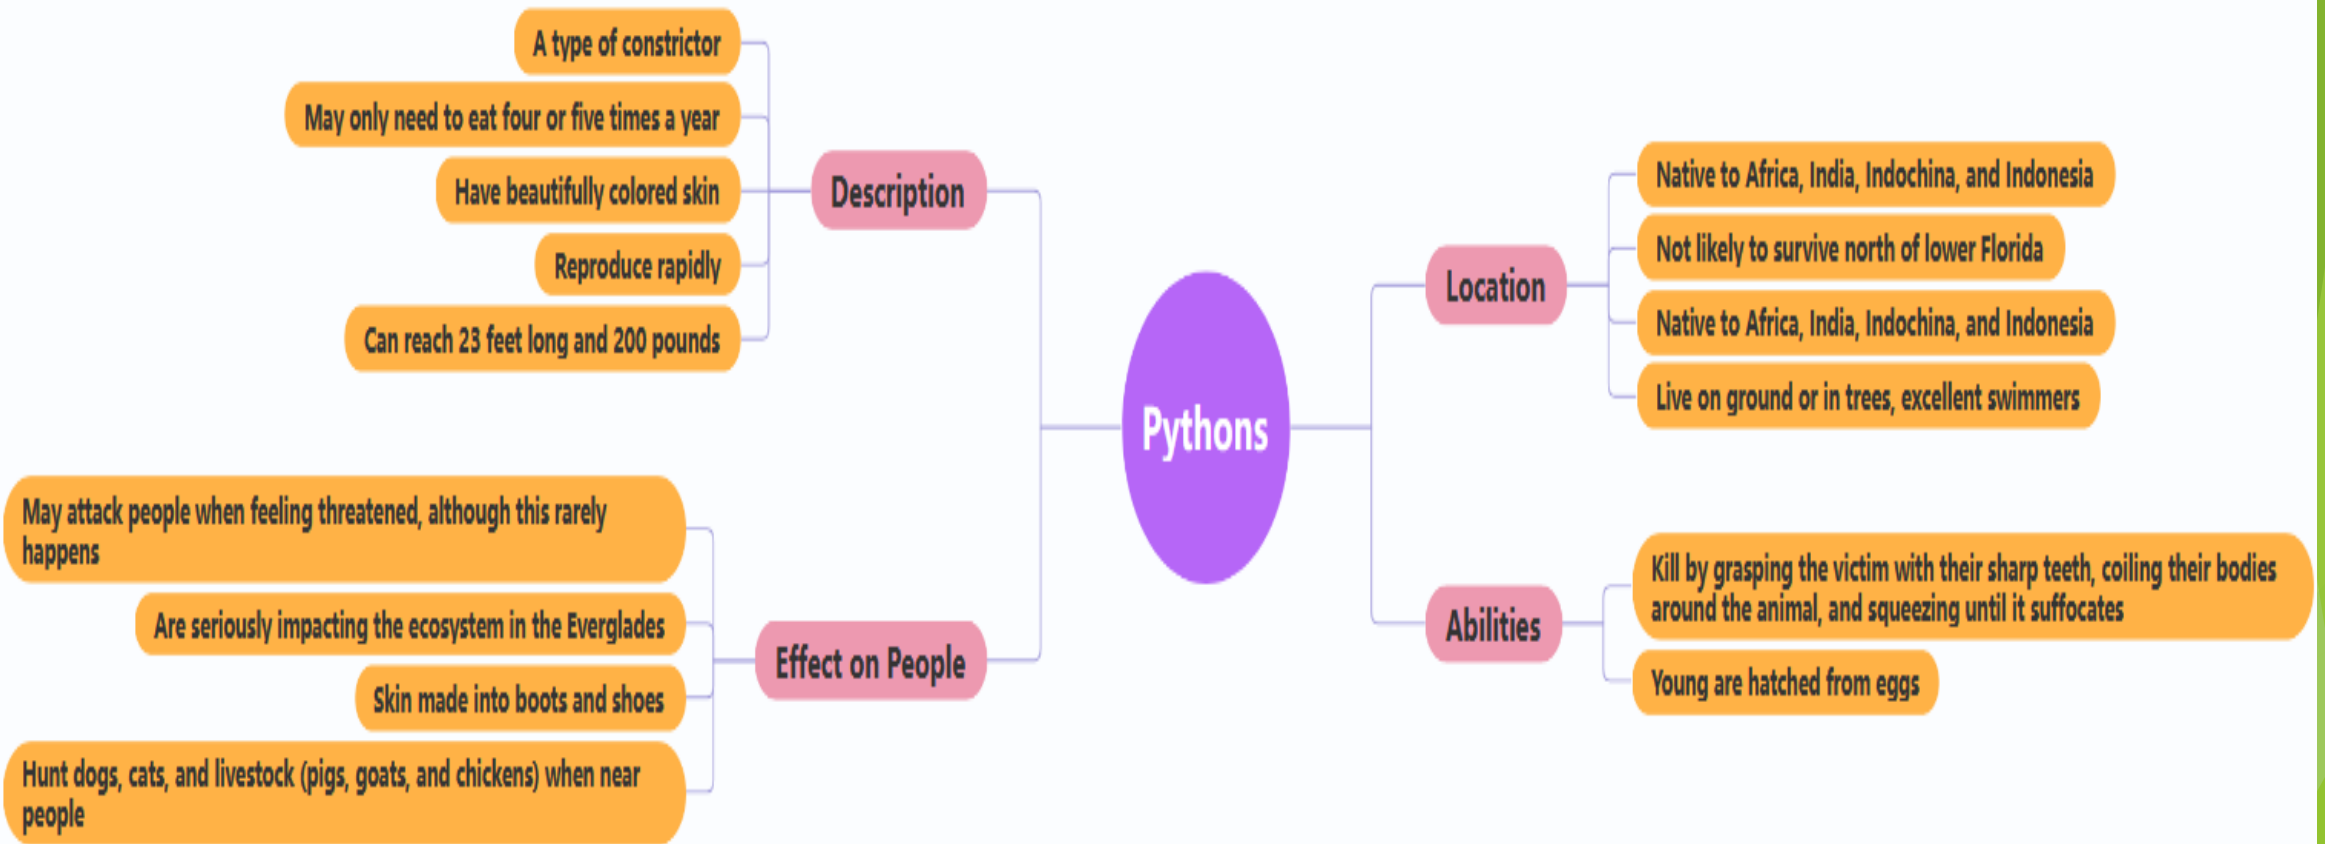 A type of constrictor
May only need to eat four or five times a year
Have beautifully colored skin
Reproduce rapidly
Can reach 23 feet long and 200 pounds
Description
May attack people when feeling threatened, although this rarely
happens
Are seriously impacting the ecosystem in the Everglades
Skin made into boots and shoes
Hunt dogs, cats, and livestock (pigs, goats, and chickens) when near
people
Effect on People
Pythons
Location
Native to Africa, India, Indochina, and Indonesia
Not likely to survive north of lower Florida
Native to Africa, India, Indochina, and Indonesia
Live on ground or in trees, excellent swimmers
Abilities
Kill by grasping the victim with their sharp teeth, coiling their bodies
around the animal, and squeezing until it suffocates
Young are hatched from eggs